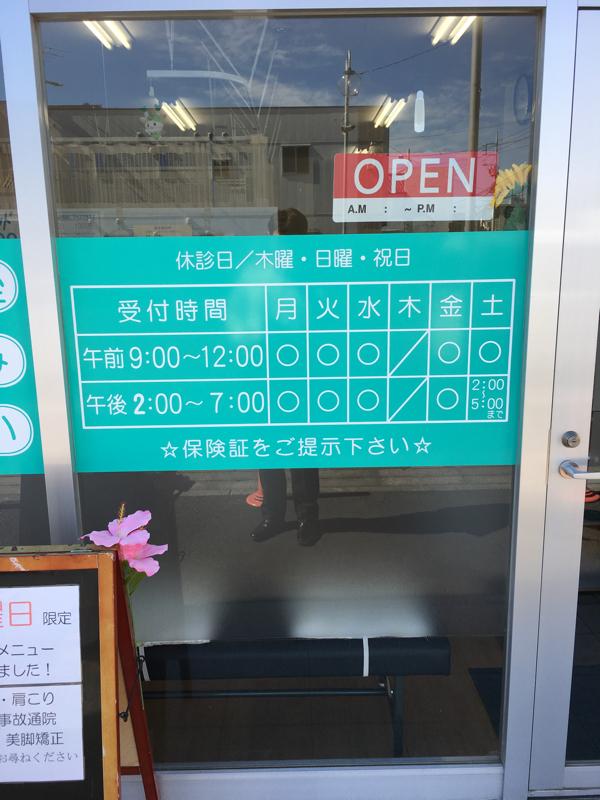 OPEN
A.M : ~ P.M :
休診日/木曜・日曜・祝日
受付時間 月 火 水 木 金 土
午前 9:00〜12:00 ○ ○ ○ / ○ ○
午後 2:00〜 7:00 ○ ○ ○ / ○ 2:00〜5:00まで
☆保険証をご提示下さい☆
曜日 限定
メニュー
ました!
・肩こり
事故通院
美脚矯正
お尋ねください